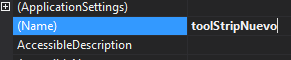 (ApplicationSettings)
(Name) toolStripNuevo
AccessibleDescription